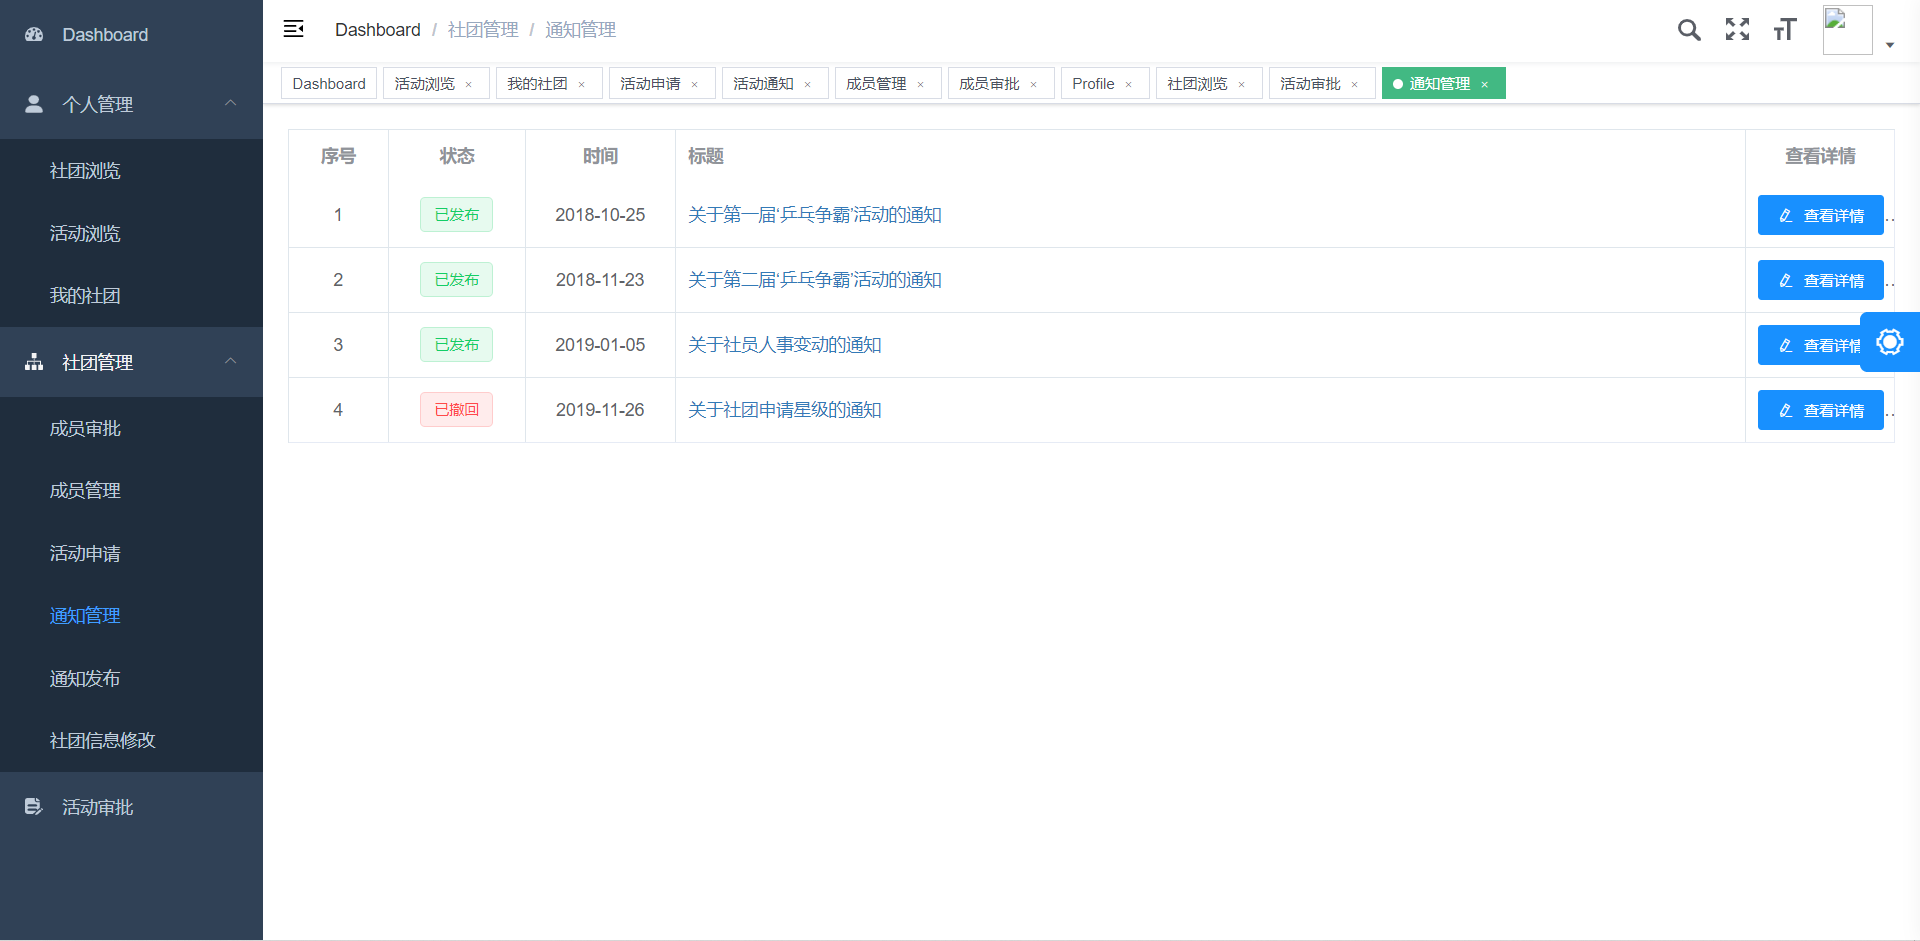 Dashboard
个人管理
社团浏览
活动浏览
我的社团
社团管理
成员审批
成员管理
活动申请
通知管理
通知发布
社团信息修改
活动审批
Dashboard / 社团管理 / 通知管理
Dashboard 活动浏览 × 我的社团 × 活动申请 × 活动通知 × 成员管理 × 成员审批 × Profile × 社团浏览 × 活动审批 × 通知管理 ×
序号 状态 时间 标题 查看详情
1 已发布 2018-10-25 关于第一届'乒乓争霸'活动的通知 查看详情 ..
2 已发布 2018-11-23 关于第二届'乒乓争霸'活动的通知 查看详情 ..
3 已发布 2019-01-05 关于社员人事变动的通知 查看详情
4 已撤回 2019-11-26 关于社团申请星级的通知 查看详情 ..